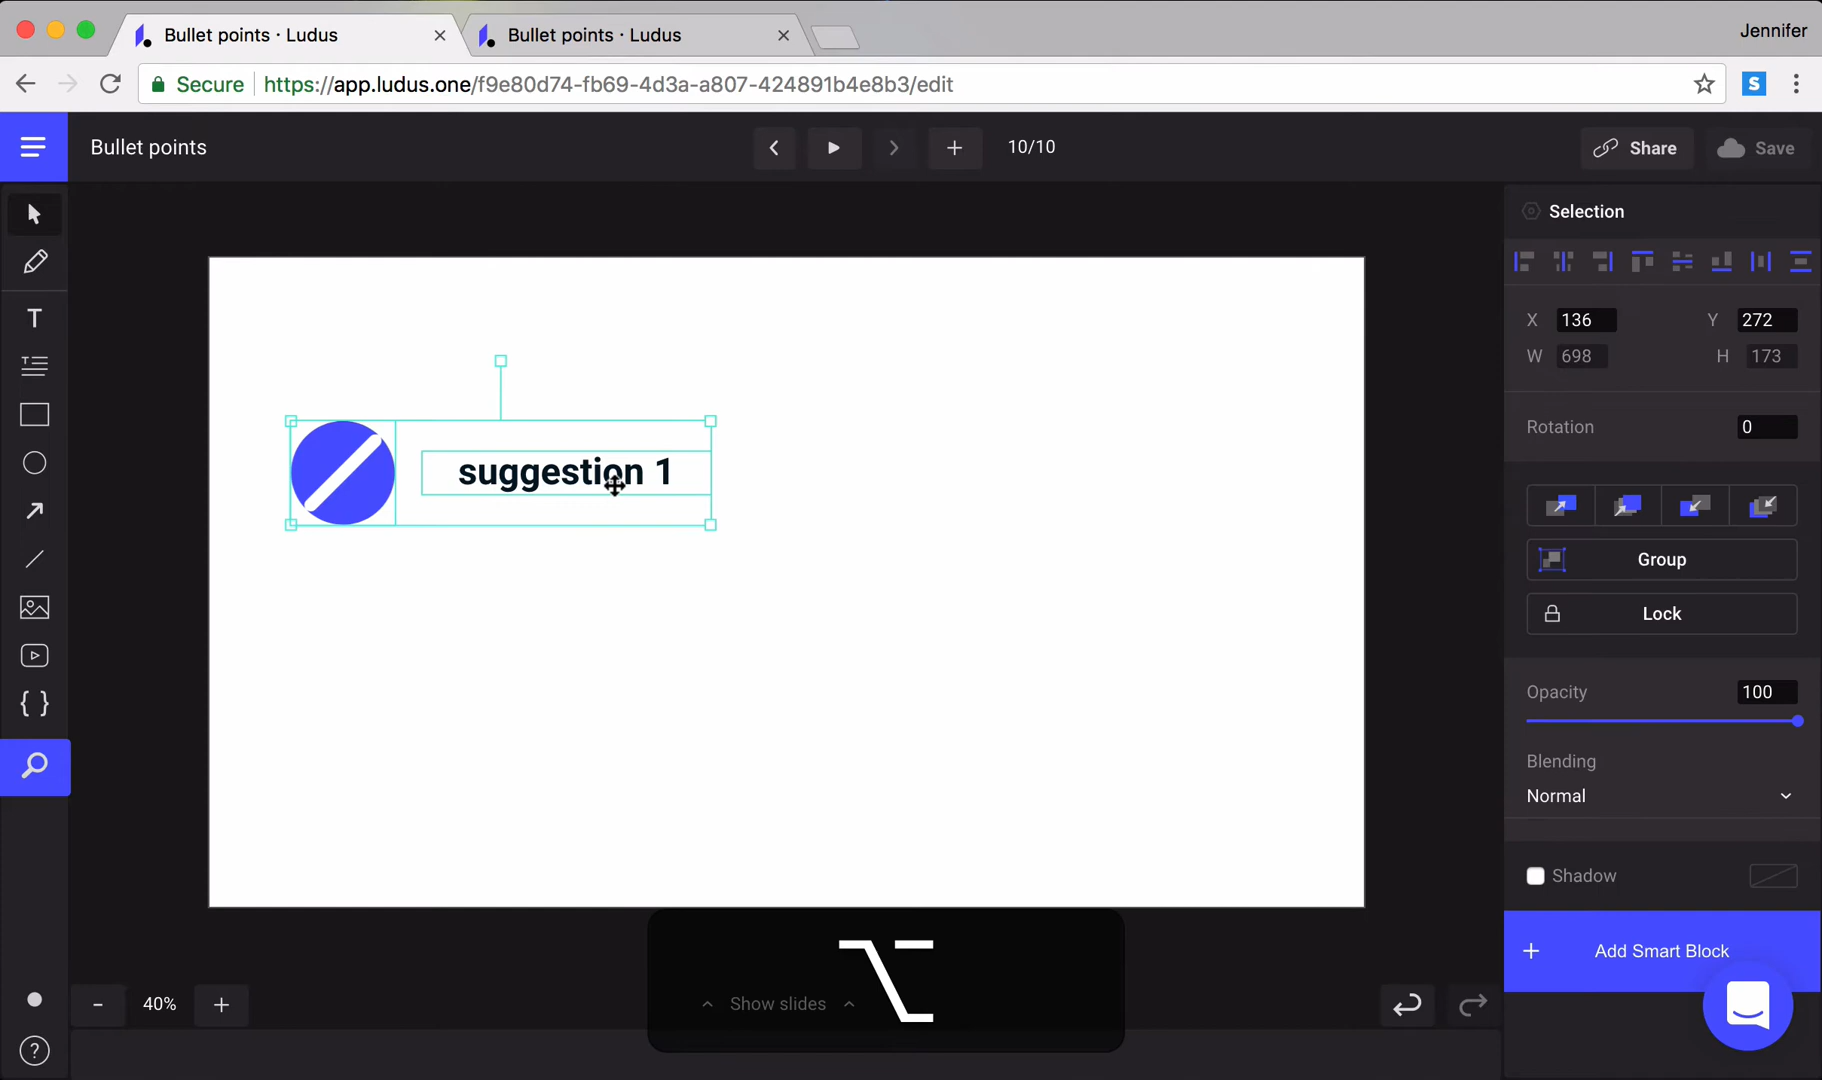 Bullet points · Ludus
Bullet points · Ludus
Jennifer
Secure
https://app.ludus.one/f9e80d74-fb69-4d3a-a807-424891b4e8b3/edit
S
Bullet points
10/10
Share
Save
Selection
X 136 Y 272
W 698 H 173
Rotation 0
T
T
suggestion 1
Group
Lock
Opacity 100
Blending
Normal
{ }
Shadow
+ Add Smart Block
- 40% +
Show slides
⌥
?